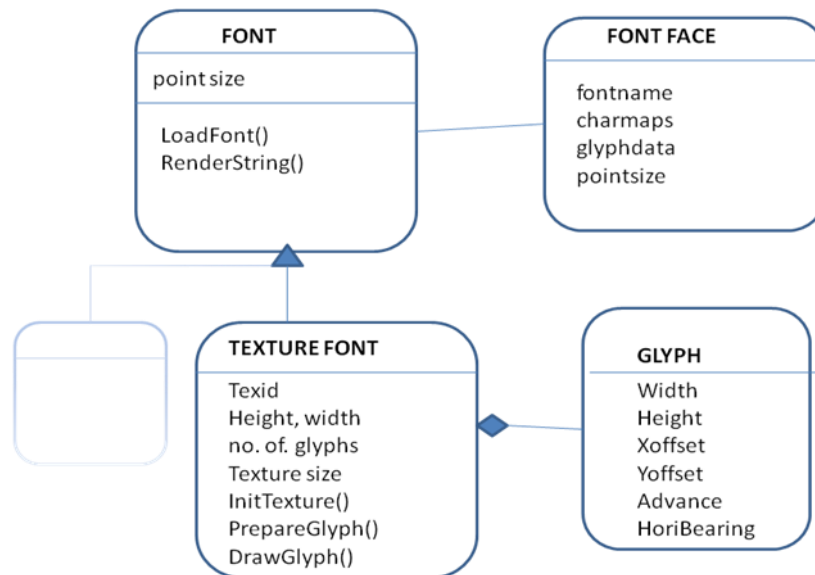 FONT
point size
LoadFont()
RenderString()
FONT FACE
fontname
charmaps
glyphdata
pointsize
TEXTURE FONT
Texid
Height, width
no. of. glyphs
Texture size
InitTexture()
PrepareGlyph()
DrawGlyph()
GLYPH
Width
Height
Xoffset
Yoffset
Advance
HoriBearing